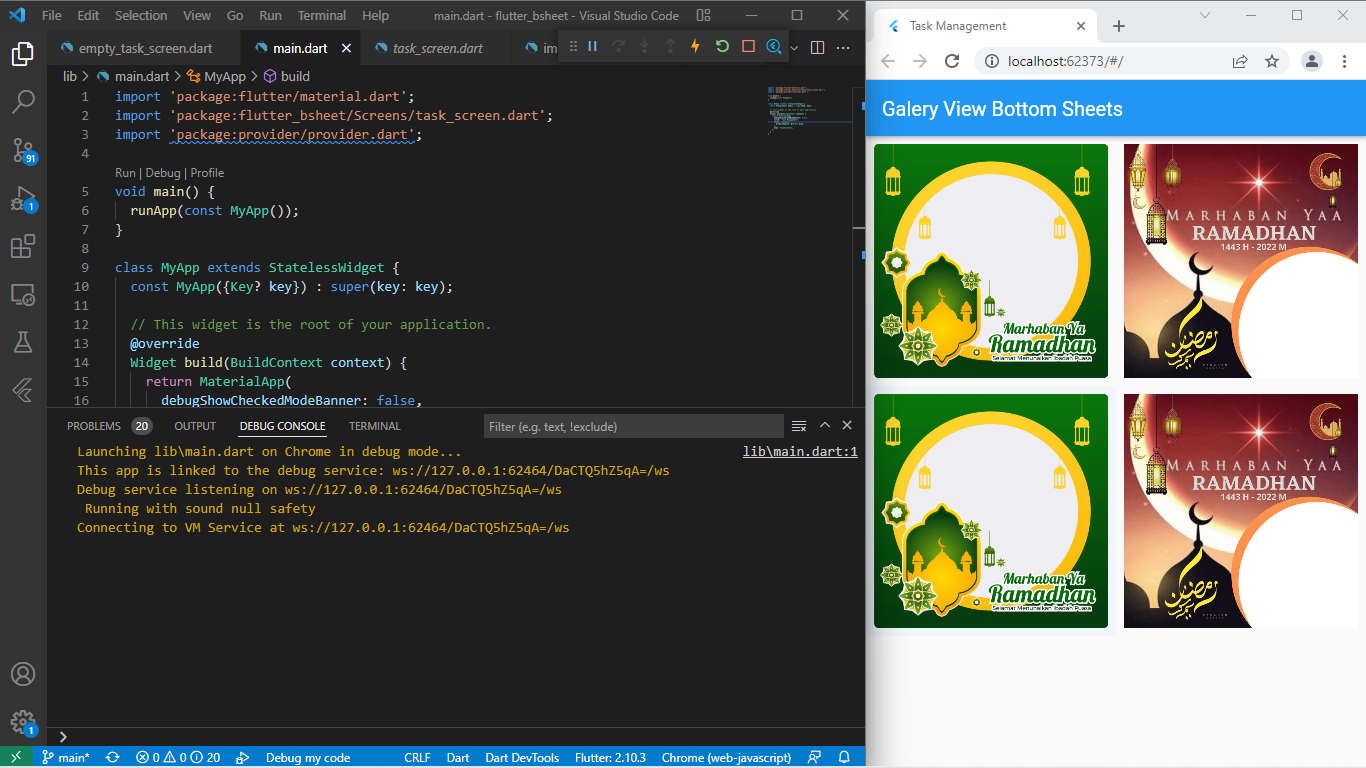 File Edit Selection View Go Run Terminal Help
main.dart - flutter_bsheet - Visual Studio Code
empty_task_screen.dart
main.dart
task_screen.dart
im
lib > main.dart > MyApp > build
1 import 'package:flutter/material.dart';
2 import 'package:flutter_bsheet/Screens/task_screen.dart';
3 import 'package:provider/provider.dart';
4
Run | Debug | Profile
5 void main() {
6 runApp(const MyApp());
7 }
8
9 class MyApp extends StatelessWidget {
10 const MyApp({Key? key}) : super(key: key);
11
12 // This widget is the root of your application.
13 @override
14 Widget build(BuildContext context) {
15 return MaterialApp(
16 debugShowCheckedModeBanner: false,
91
1
1
PROBLEMS 20 OUTPUT DEBUG CONSOLE TERMINAL
Filter (e.g. text, !exclude)
Launching lib\main.dart on Chrome in debug mode...
lib\main.dart:1
This app is linked to the debug service: ws://127.0.0.1:62464/DaCTQ5hZ5qA=/ws
Debug service listening on ws://127.0.0.1:62464/DaCTQ5hZ5qA=/ws
Running with sound null safety
Connecting to VM Service at ws://127.0.0.1:62464/DaCTQ5hZ5qA=/ws
main* 0 0 20 Debug my code CRLF Dart Dart DevTools Flutter: 2.10.3 Chrome (web-javascript)
Task Management
localhost:62373/#/
Galery View Bottom Sheets
Marhaban Ya
Ramadhan
Selamat Menunaikan Ibadah Puasa
MARHABAN YAA
RAMADHAN
1443 H - 2022 M
Marhaban Ya
Ramadhan
Selamat Menunaikan Ibadah Puasa
MARHABAN YAA
RAMADHAN
1443 H - 2022 M